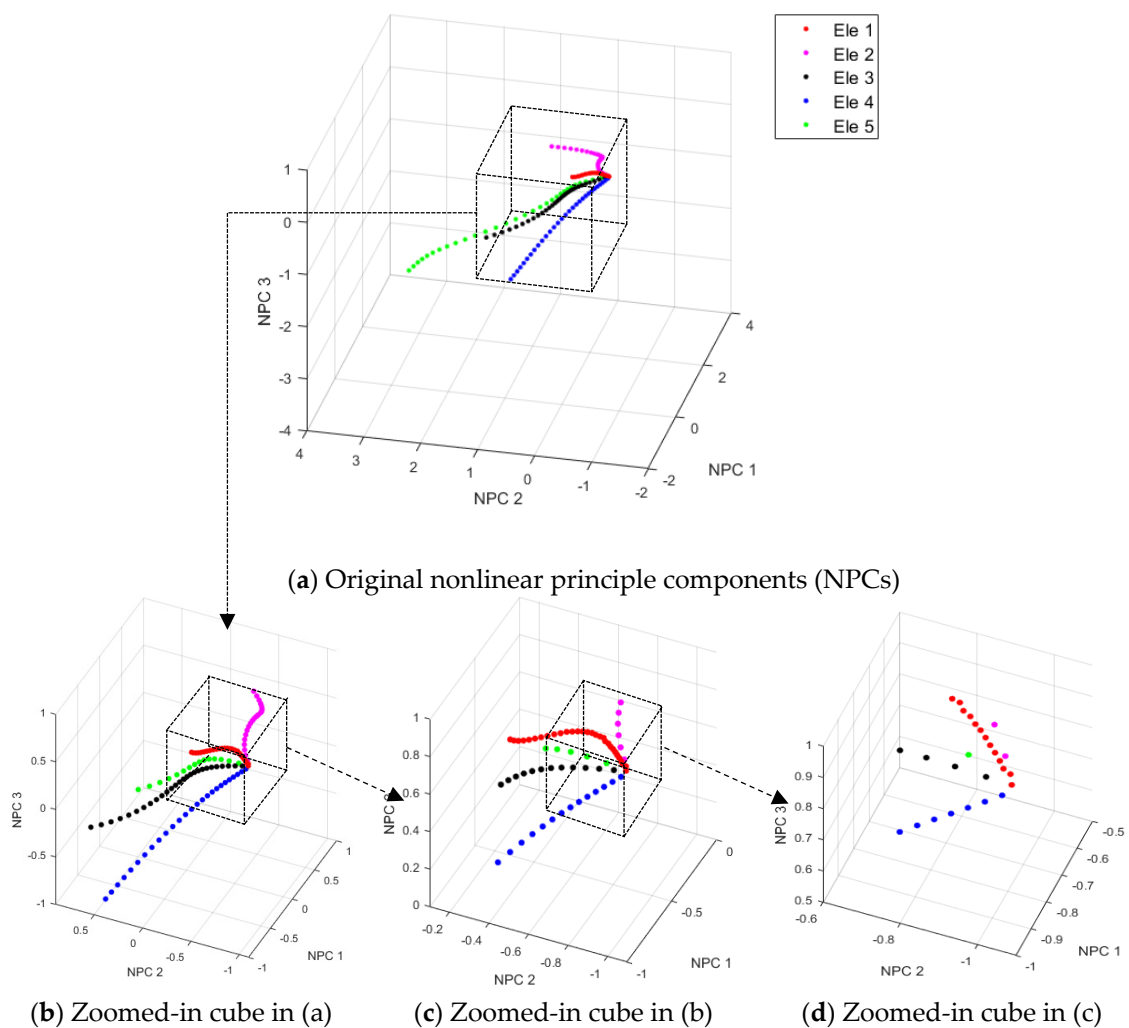 Ele 1
Ele 2
Ele 3
Ele 4
Ele 5
1
0
-1
-2
-3
-4
NPC 3
4
3
2
1
0
-1
-2
NPC 2
-2
0
2
4
NPC 1
(a) Original nonlinear principle components (NPCs)
1
0.5
0
-0.5
-1
NPC 3
0.5
0
-0.5
-1
NPC 2
-1
-0.5
0
0.5
1
NPC 1
1
0.8
0.6
0.4
0.2
0
NPC
-0.2
-0.4
-0.6
-0.8
-1
NPC 2
-1
-0.5
0
NPC 1
1
0.9
0.8
0.7
0.6
0.5
NPC 3
-0.6
-0.8
-1
NPC 2
-1
-0.9
-0.8
-0.7
-0.6
-0.5
NPC 1
(b) Zoomed-in cube in (a)
(c) Zoomed-in cube in (b)
(d) Zoomed-in cube in (c)